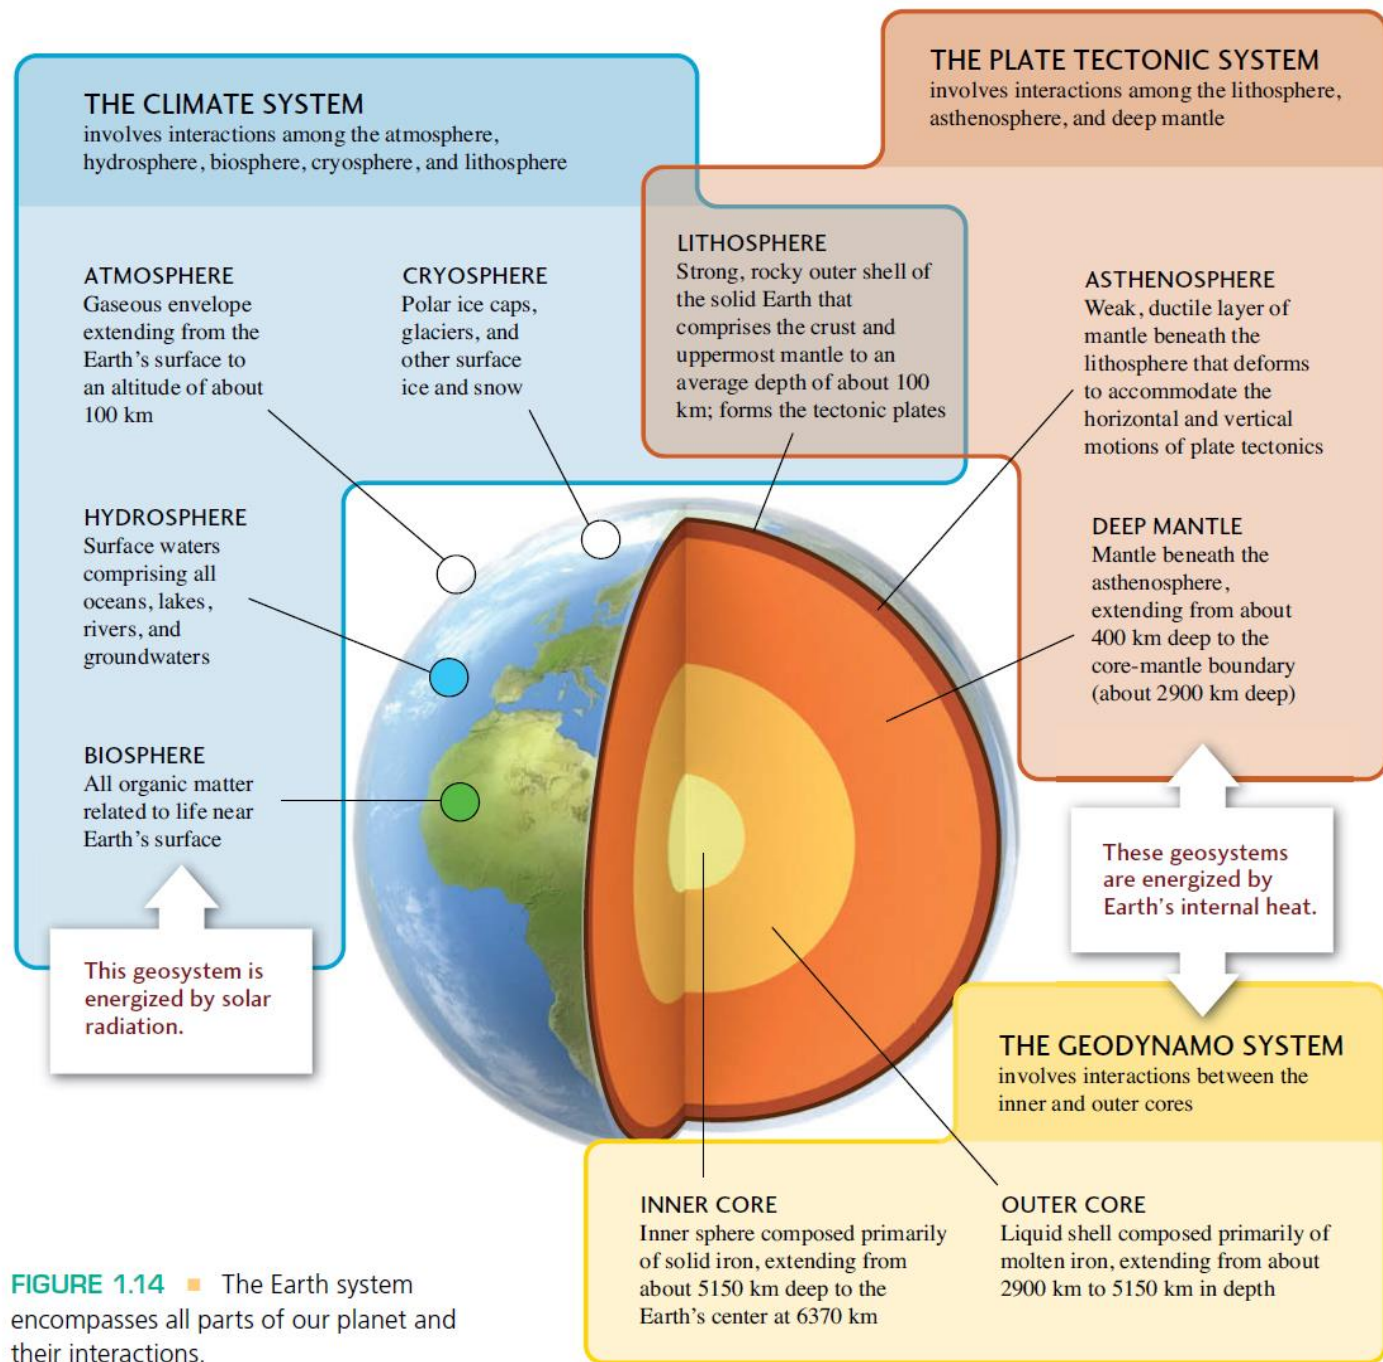 THE CLIMATE SYSTEM
involves interactions among the atmosphere,
hydrosphere, biosphere, cryosphere, and lithosphere
THE PLATE TECTONIC SYSTEM
involves interactions among the lithosphere,
asthenosphere, and deep mantle
ATMOSPHERE
Gaseous envelope
extending from the
Earth’s surface to
an altitude of about
100 km
CRYOSPHERE
Polar ice caps,
glaciers, and
other surface
ice and snow
LITHOSPHERE
Strong, rocky outer shell of
the solid Earth that
comprises the crust and
uppermost mantle to an
average depth of about 100
km; forms the tectonic plates
ASTHENOSPHERE
Weak, ductile layer of
mantle beneath the
lithosphere that deforms
to accommodate the
horizontal and vertical
motions of plate tectonics
HYDROSPHERE
Surface waters
comprising all
oceans, lakes,
rivers, and
groundwaters
DEEP MANTLE
Mantle beneath the
asthenosphere,
extending from about
400 km deep to the
core-mantle boundary
(about 2900 km deep)
BIOSPHERE
All organic matter
related to life near
Earth’s surface
This geosystem is
energized by solar
radiation.
These geosystems
are energized by
Earth’s internal heat.
THE GEODYNAMO SYSTEM
involves interactions between the
inner and outer cores
INNER CORE
Inner sphere composed primarily
of solid iron, extending from
about 5150 km deep to the
Earth’s center at 6370 km
OUTER CORE
Liquid shell composed primarily of
molten iron, extending from about
2900 km to 5150 km in depth
FIGURE 1.14 ■ The Earth system
encompasses all parts of our planet and
their interactions.